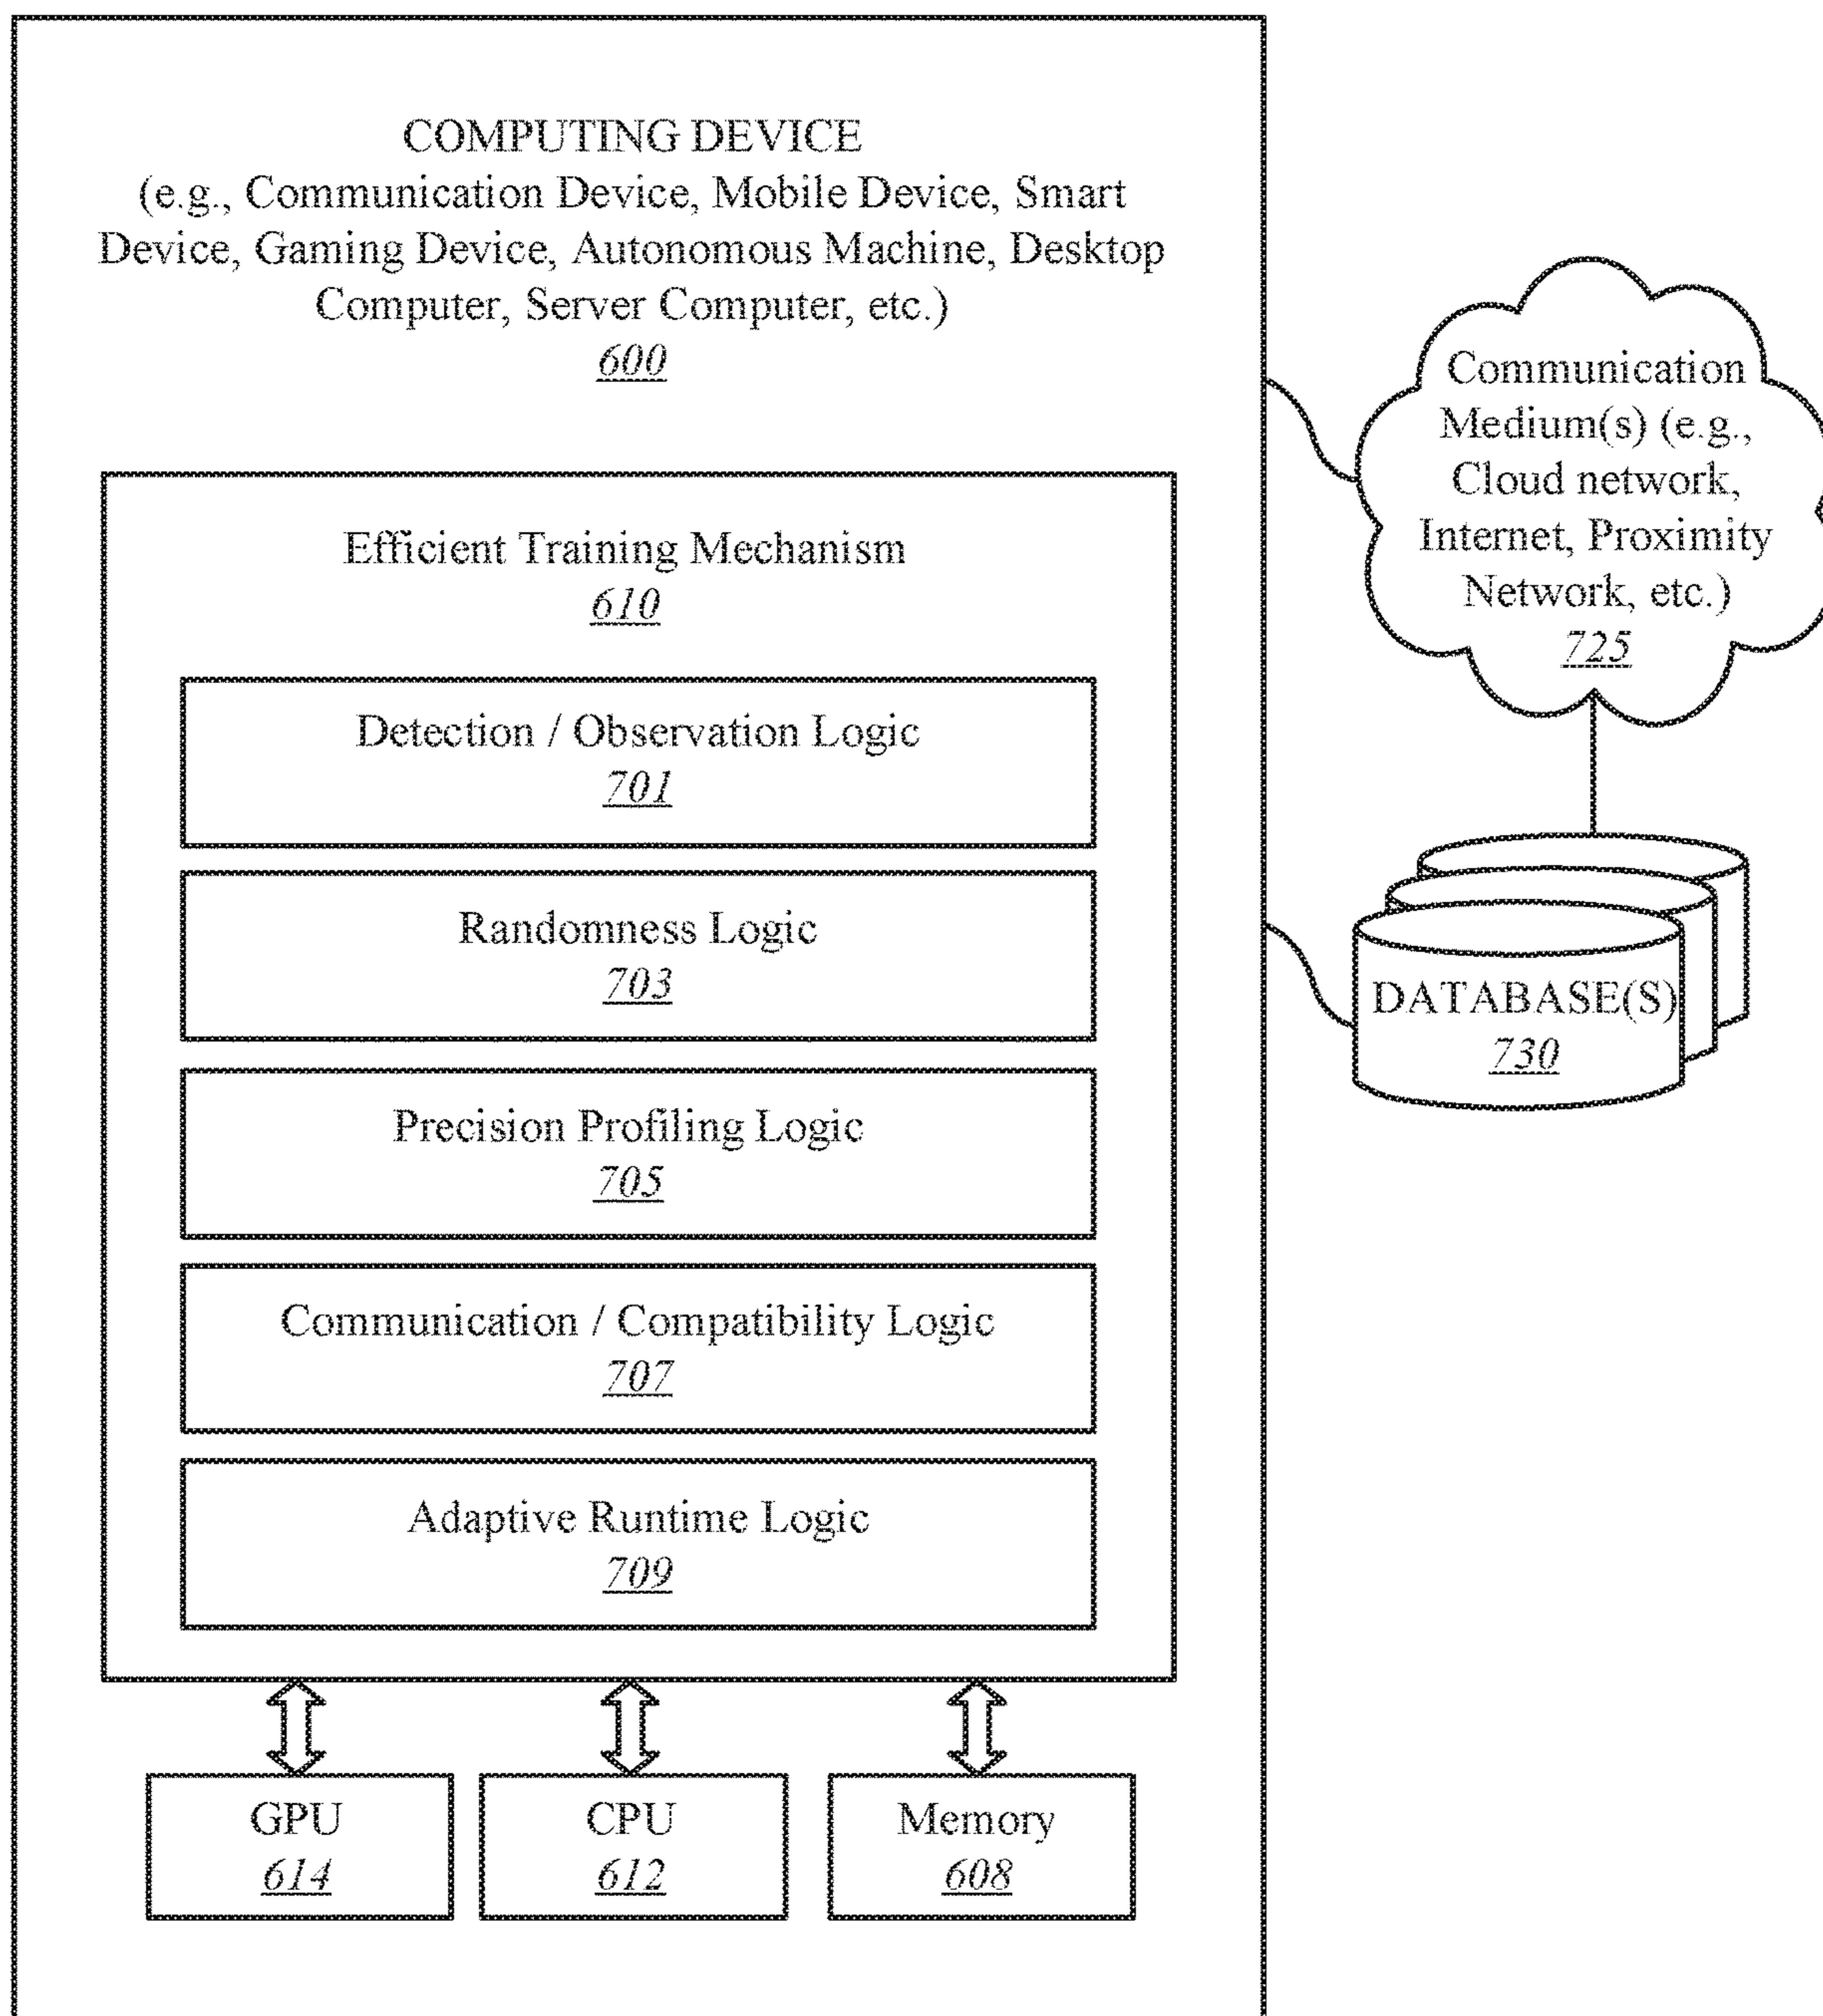 COMPUTING DEVICE
(e.g., Communication Device, Mobile Device, Smart
Device, Gaming Device, Autonomous Machine, Desktop
Computer, Server Computer, etc.)
600
Efficient Training Mechanism
610
Detection / Observation Logic
701
Randomness Logic
703
Precision Profiling Logic
705
Communication / Compatibility Logic
707
Adaptive Runtime Logic
709
GPU
614
CPU
612
Memory
608
Communication
Medium(s) (e.g.,
Cloud network,
Internet, Proximity
Network, etc.)
725
DATABASE(S)
730